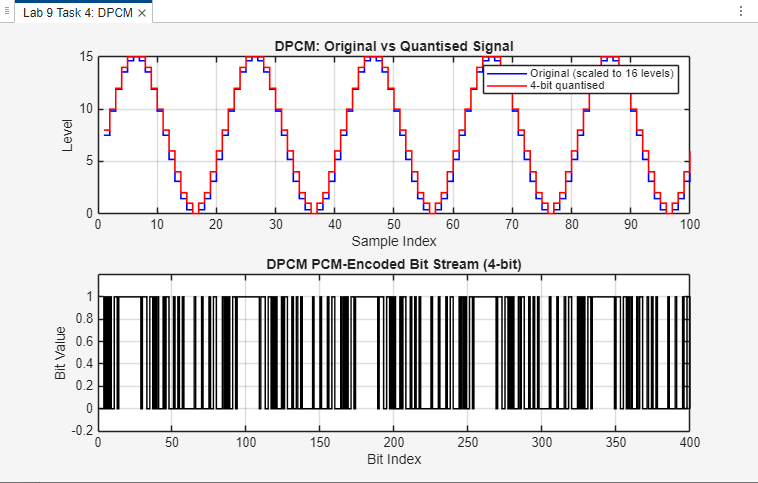 Lab 9 Task 4: DPCM
DPCM: Original vs Quantised Signal
Original (scaled to 16 levels)
4-bit quantised
Level
15
10
5
0
0 10 20 30 40 50 60 70 80 90 100
Sample Index
DPCM PCM-Encoded Bit Stream (4-bit)
Bit Value
1
0.8
0.6
0.4
0.2
0
-0.2
0 50 100 150 200 250 300 350 400
Bit Index